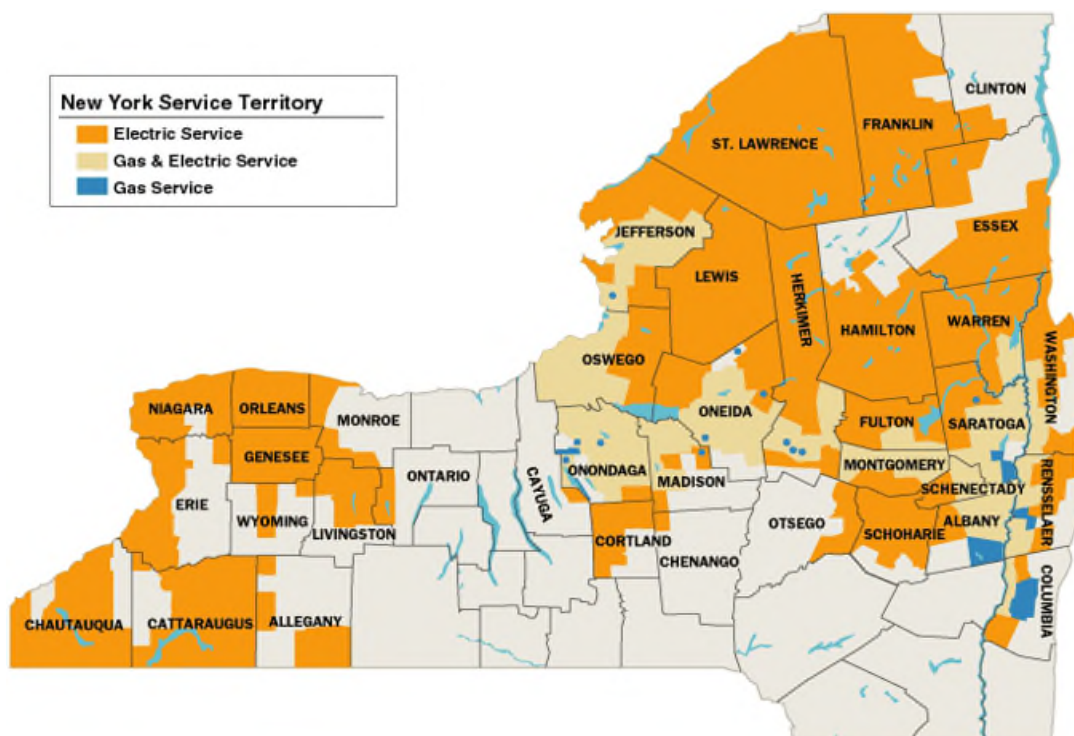 New York Service Territory
Electric Service
Gas & Electric Service
Gas Service
CLINTON
FRANKLIN
ST. LAWRENCE
JEFFERSON
ESSEX
LEWIS
HERKIMER
HAMILTON
WARREN
WASHINGTON
OSWEGO
NIAGARA
ORLEANS
MONROE
ONEIDA
FULTON
SARATOGA
GENESEE
ONTARIO
CAYUGA
ONONDAGA
MADISON
MONTGOMERY
SCHENECTADY
RENSSELAER
ERIE
WYOMING
LIVINGSTON
CORTLAND
CHENANGO
OTSEGO
SCHOHARIE
ALBANY
COLUMBIA
CHAUTAUQUA
CATTARAUGUS
ALLEGANY